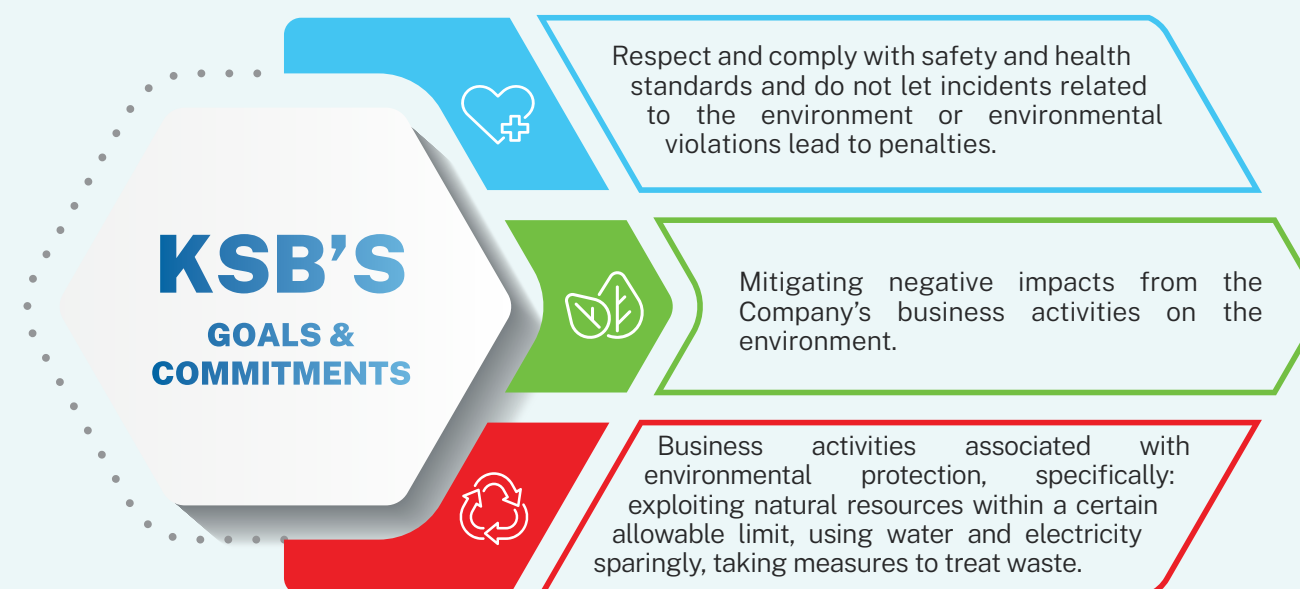 KSB’S
GOALS &
COMMITMENTS
Respect and comply with safety and health
standards and do not let incidents related
to the environment or environmental
violations lead to penalties.
Mitigating negative impacts from the
Company’s business activities on the
environment.
Business activities associated with
environmental protection, specifically:
exploiting natural resources within a certain
allowable limit, using water and electricity
sparingly, taking measures to treat waste.